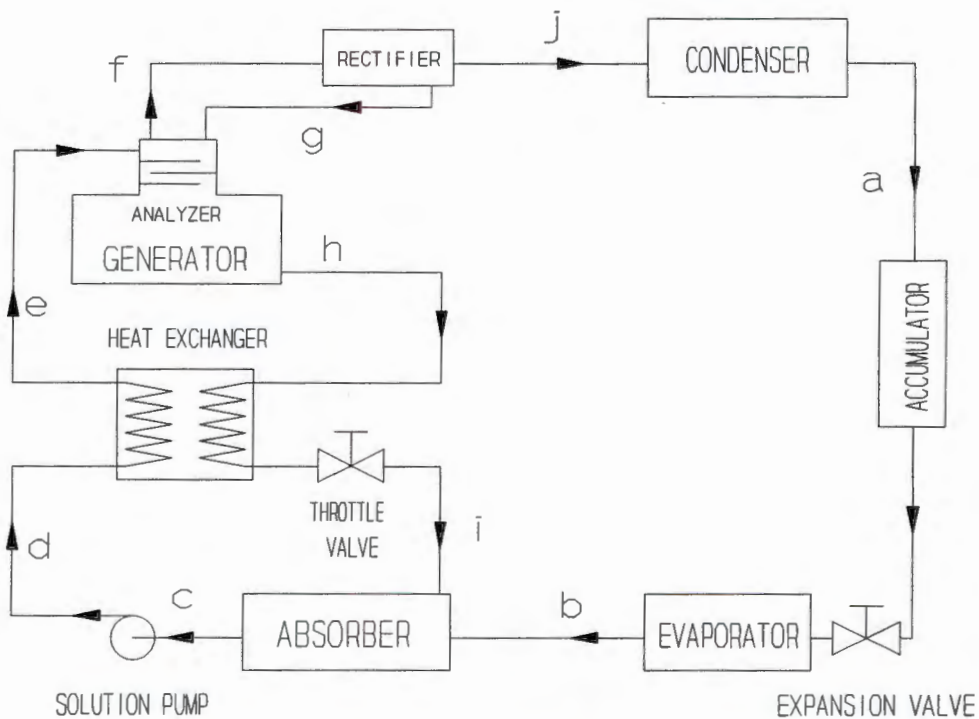 j
f
RECTIFIER
CONDENSER
g
a
ANALYZER
GENERATOR
h
e
HEAT EXCHANGER
ACCUMULATOR
THROTTLE
VALVE
i
d
c
b
ABSORBER
EVAPORATOR
SOLUTION PUMP
EXPANSION VALVE